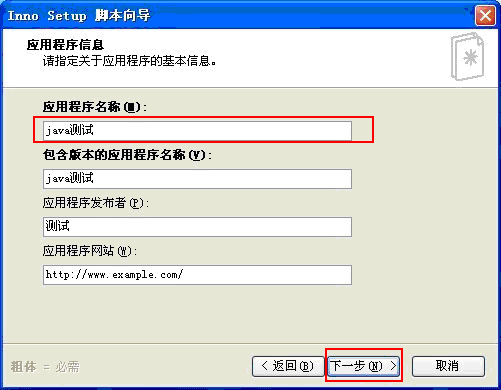 Inno Setup 脚本向导
应用程序信息
请指定关于应用程序的基本信息。
应用程序名称(N):
java测试
包含版本的应用程序名称(V):
java测试
应用程序发布者(P):
测试
应用程序网站(W):
http://www.example.com/
粗体 = 必需
< 返回(B) 下一步(N) > 取消